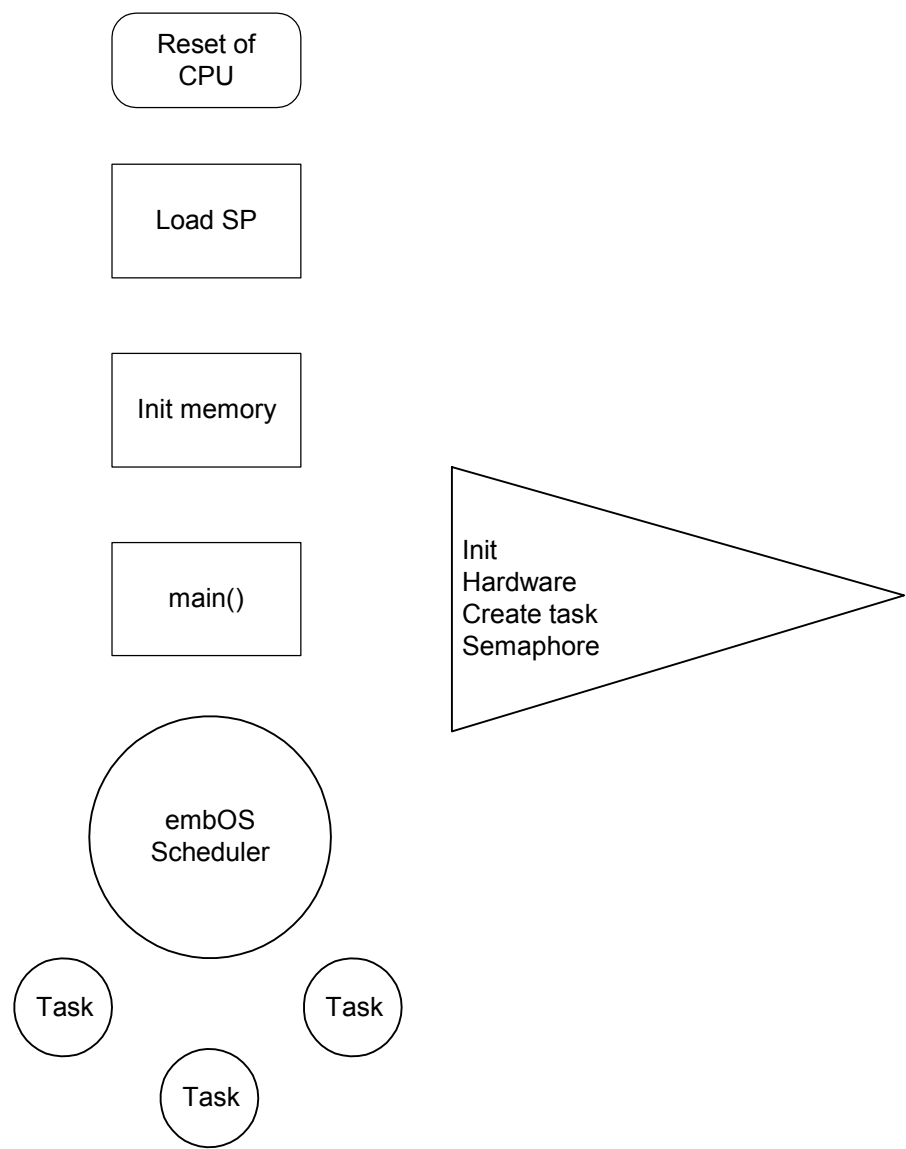 Reset of
CPU
Load SP
Init memory
main()
Init
Hardware
Create task
Semaphore
embOS
Scheduler
Task
Task
Task